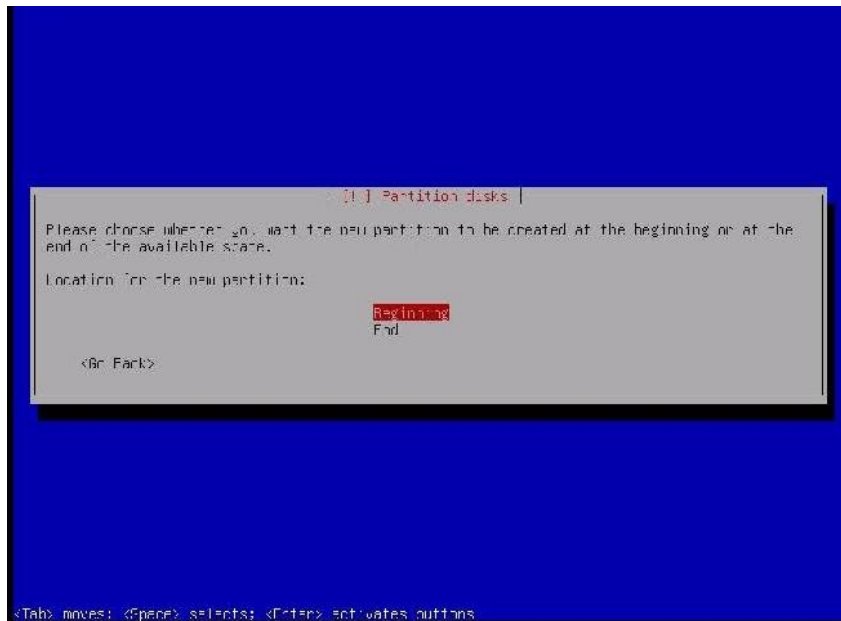 [!!] Partition disks
Please choose whether you want the new partition to be created at the beginning or at the
end of the available space.
Location for the new partition:
Beginning
End
<Go Back>
<Tab> moves; <Space> selects; <Enter> activates buttons